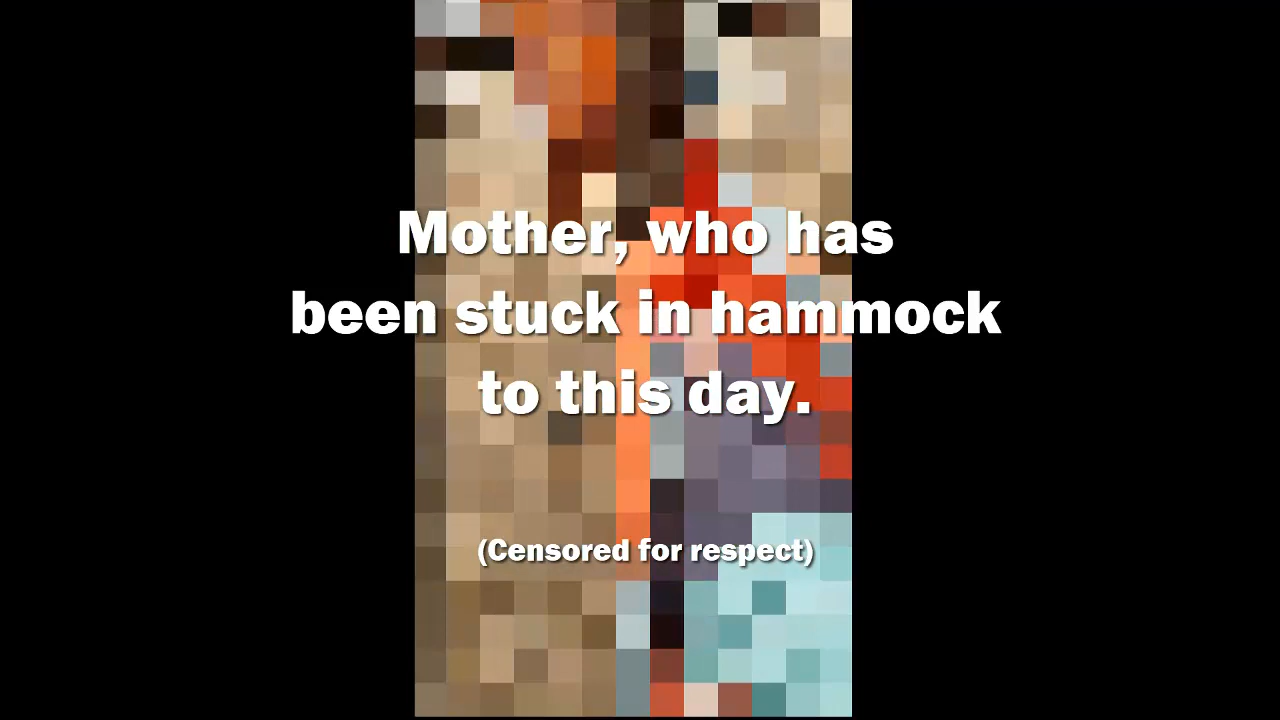 Mother, who has
been stuck in hammock
to this day.
(Censored for respect)